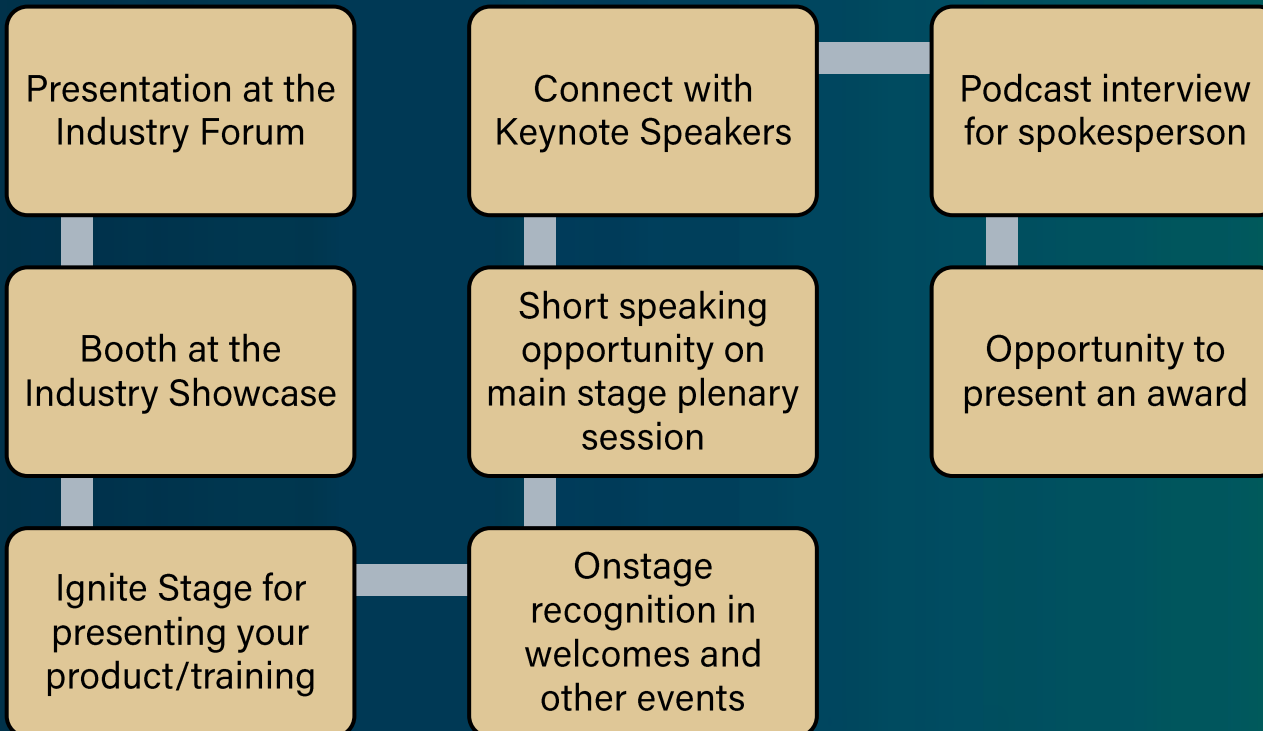 Presentation at the
Industry Forum
Booth at the
Industry Showcase
Ignite Stage for
presenting your
product/training
Onstage
recognition in
welcomes and
other events
Short speaking
opportunity on
main stage plenary
session
Connect with
Keynote Speakers
Podcast interview
for spokesperson
Opportunity to
present an award